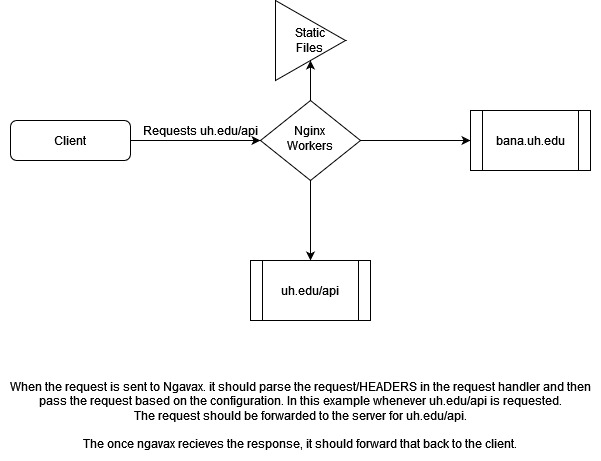 Static
Files
Client
Requests uh.edu/api
Nginx
Workers
bana.uh.edu
uh.edu/api
When the request is sent to Ngavax. it should parse the request/HEADERS in the request handler and then
pass the request based on the configuration. In this example whenever uh.edu/api is requested.
The request should be forwarded to the server for uh.edu/api.
The once ngavax recieves the response, it should forward that back to the client.